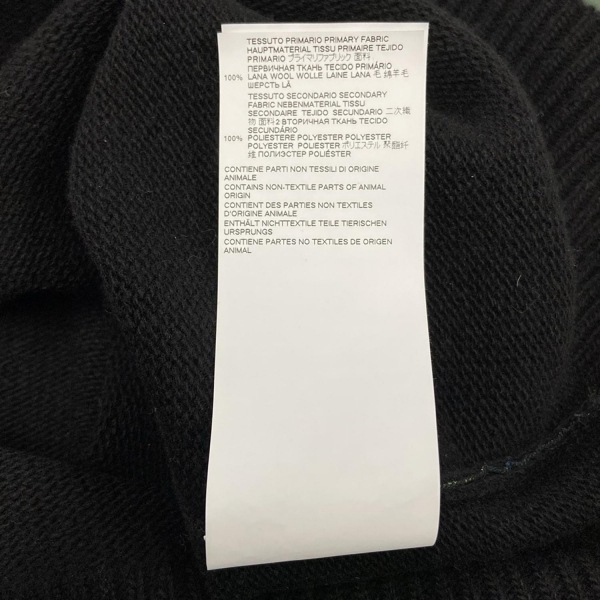 TESSUTO PRIMARIO PRIMARY FABRIC
HAUPTMATERIAL TISSU PRIMAIRE TEJIDO
PRIMARIO プライマリファブリック 面料
ПЕРВИЧНАЯ ТКАНЬ TECIDO PRIMÁRIO
100% LANA WOOL WOLLE LAINE LANA 毛 绵羊毛
ШЕРСТЬ LÃ
TESSUTO SECONDARIO SECONDARY
FABRIC NEBENMATERIAL TISSU
SECONDAIRE TEJIDO SECUNDARIO 二次織
物 面料2 ВТОРИЧНАЯ ТКАНЬ TECIDO
SECUNDÁRIO
100% POLIESTERE POLYESTER POLYESTER
POLYESTER POLIÉSTER ポリエステル 聚酯纤
维 ПОЛИЭСТЕР POLIÉSTER
CONTIENE PARTI NON TESSILI DI ORIGINE
ANIMALE
CONTAINS NON-TEXTILE PARTS OF ANIMAL
ORIGIN
CONTIENT DES PARTIES NON TEXTILES
D'ORIGINE ANIMALE
ENTHÄLT NICHTTEXTILE TEILE TIERISCHEN
URSPRUNGS
CONTIENE PARTES NO TEXTILES DE ORIGEN
ANIMAL